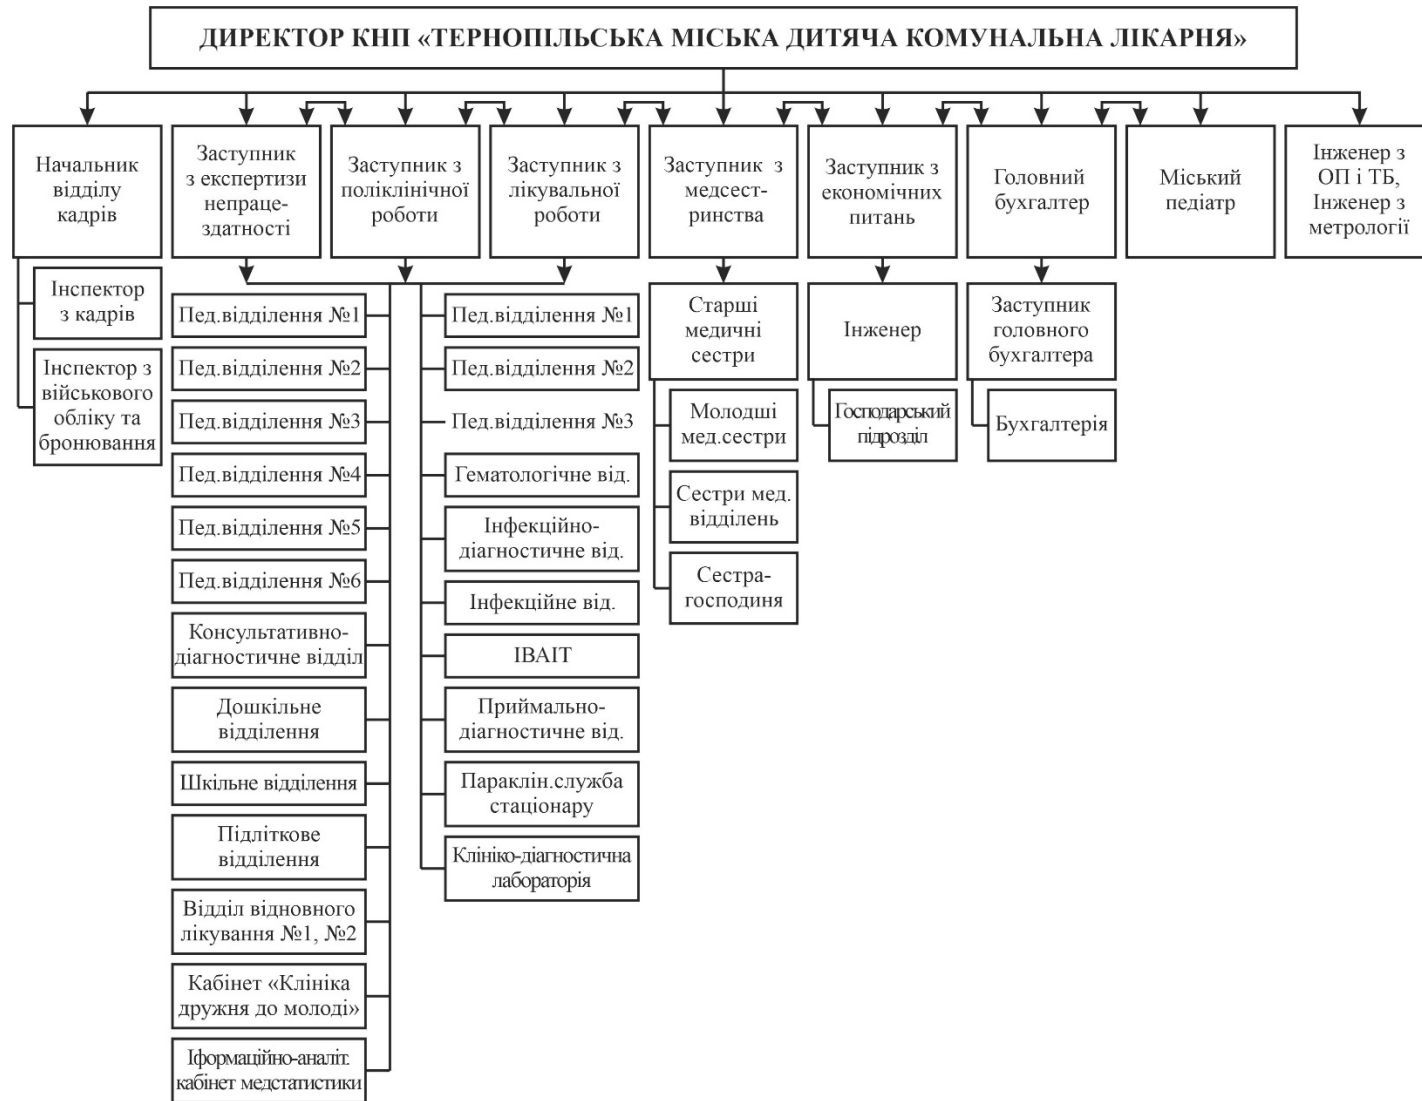 ДИРЕКТОР КНП «ТЕРНОПІЛЬСЬКА МІСЬКА ДИТЯЧА КОМУНАЛЬНА ЛІКАРНЯ»
Начальник
відділу
кадрів
Заступник
з експертизи
непраце-
здатності
Заступник з
поліклінічної
роботи
Заступник з
лікувальної
роботи
Заступник з
медсест-
ринства
Заступник з
економічних
питань
Головний
бухгалтер
Міський
педіатр
Інженер з
ОП і ТБ,
Інженер з
метрології
Інспектор
з кадрів
Інспектор з
військового
обліку та
бронювання
Пед.відділення №1
Пед.відділення №2
Пед.відділення №3
Пед.відділення №4
Пед.відділення №5
Пед.відділення №6
Консультативно-
діагностичне відділ
Дошкільне
відділення
Шкільне відділення
Підліткове
відділення
Відділ відновного
лікування №1, №2
Кабінет «Клініка
дружня до молоді»
Іформаційно-аналіт.
кабінет медстатистики
Пед.відділення №1
Пед.відділення №2
Пед.відділення №3
Гематологічне від.
Інфекційно-
діагностичне від.
Інфекційне від.
ІВАІТ
Приймально-
діагностичне від.
Параклін.служба
стаціонару
Клініко-діагностична
лабораторія
Старші
медичні
сестри
Молодші
мед.сестри
Сестри мед.
відділень
Сестра-
господиня
Інженер
Господарський
підрозділ
Заступник
головного
бухгалтера
Бухгалтерія